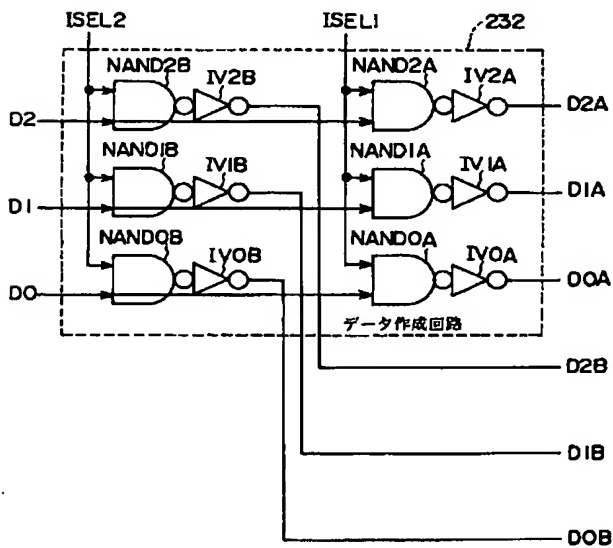 ISEL2
ISEL1
232
NAND2B
IV2B
NAND2A
IV2A
D2
D2A
NAND1B
IV1B
NAND1A
IV1A
D1
D1A
NAND0B
IV0B
NAND0A
IV0A
D0
D0A
データ作成回路
D2B
D1B
D0B